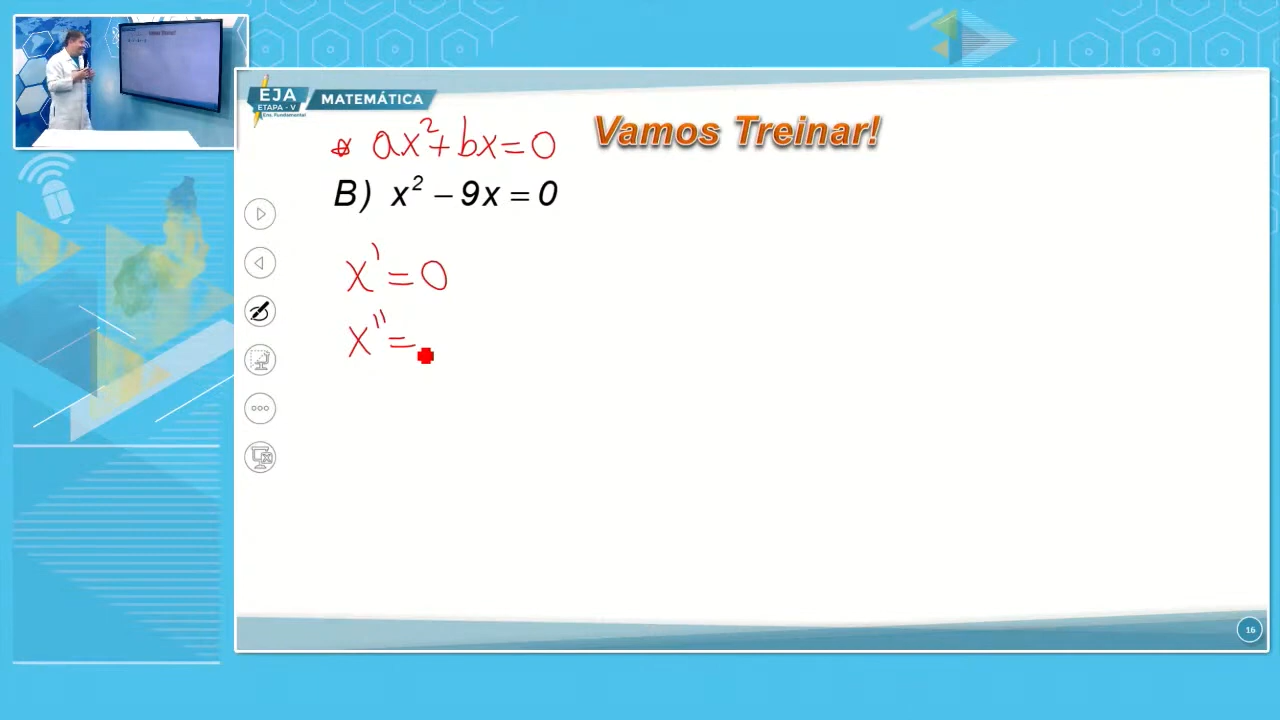 EJA
ETAPA - V
Ens. Fundamental
MATEMÁTICA
Vamos Treinar!
* ax² + bx = 0
B) x² − 9x = 0
x' = 0
x'' =
16